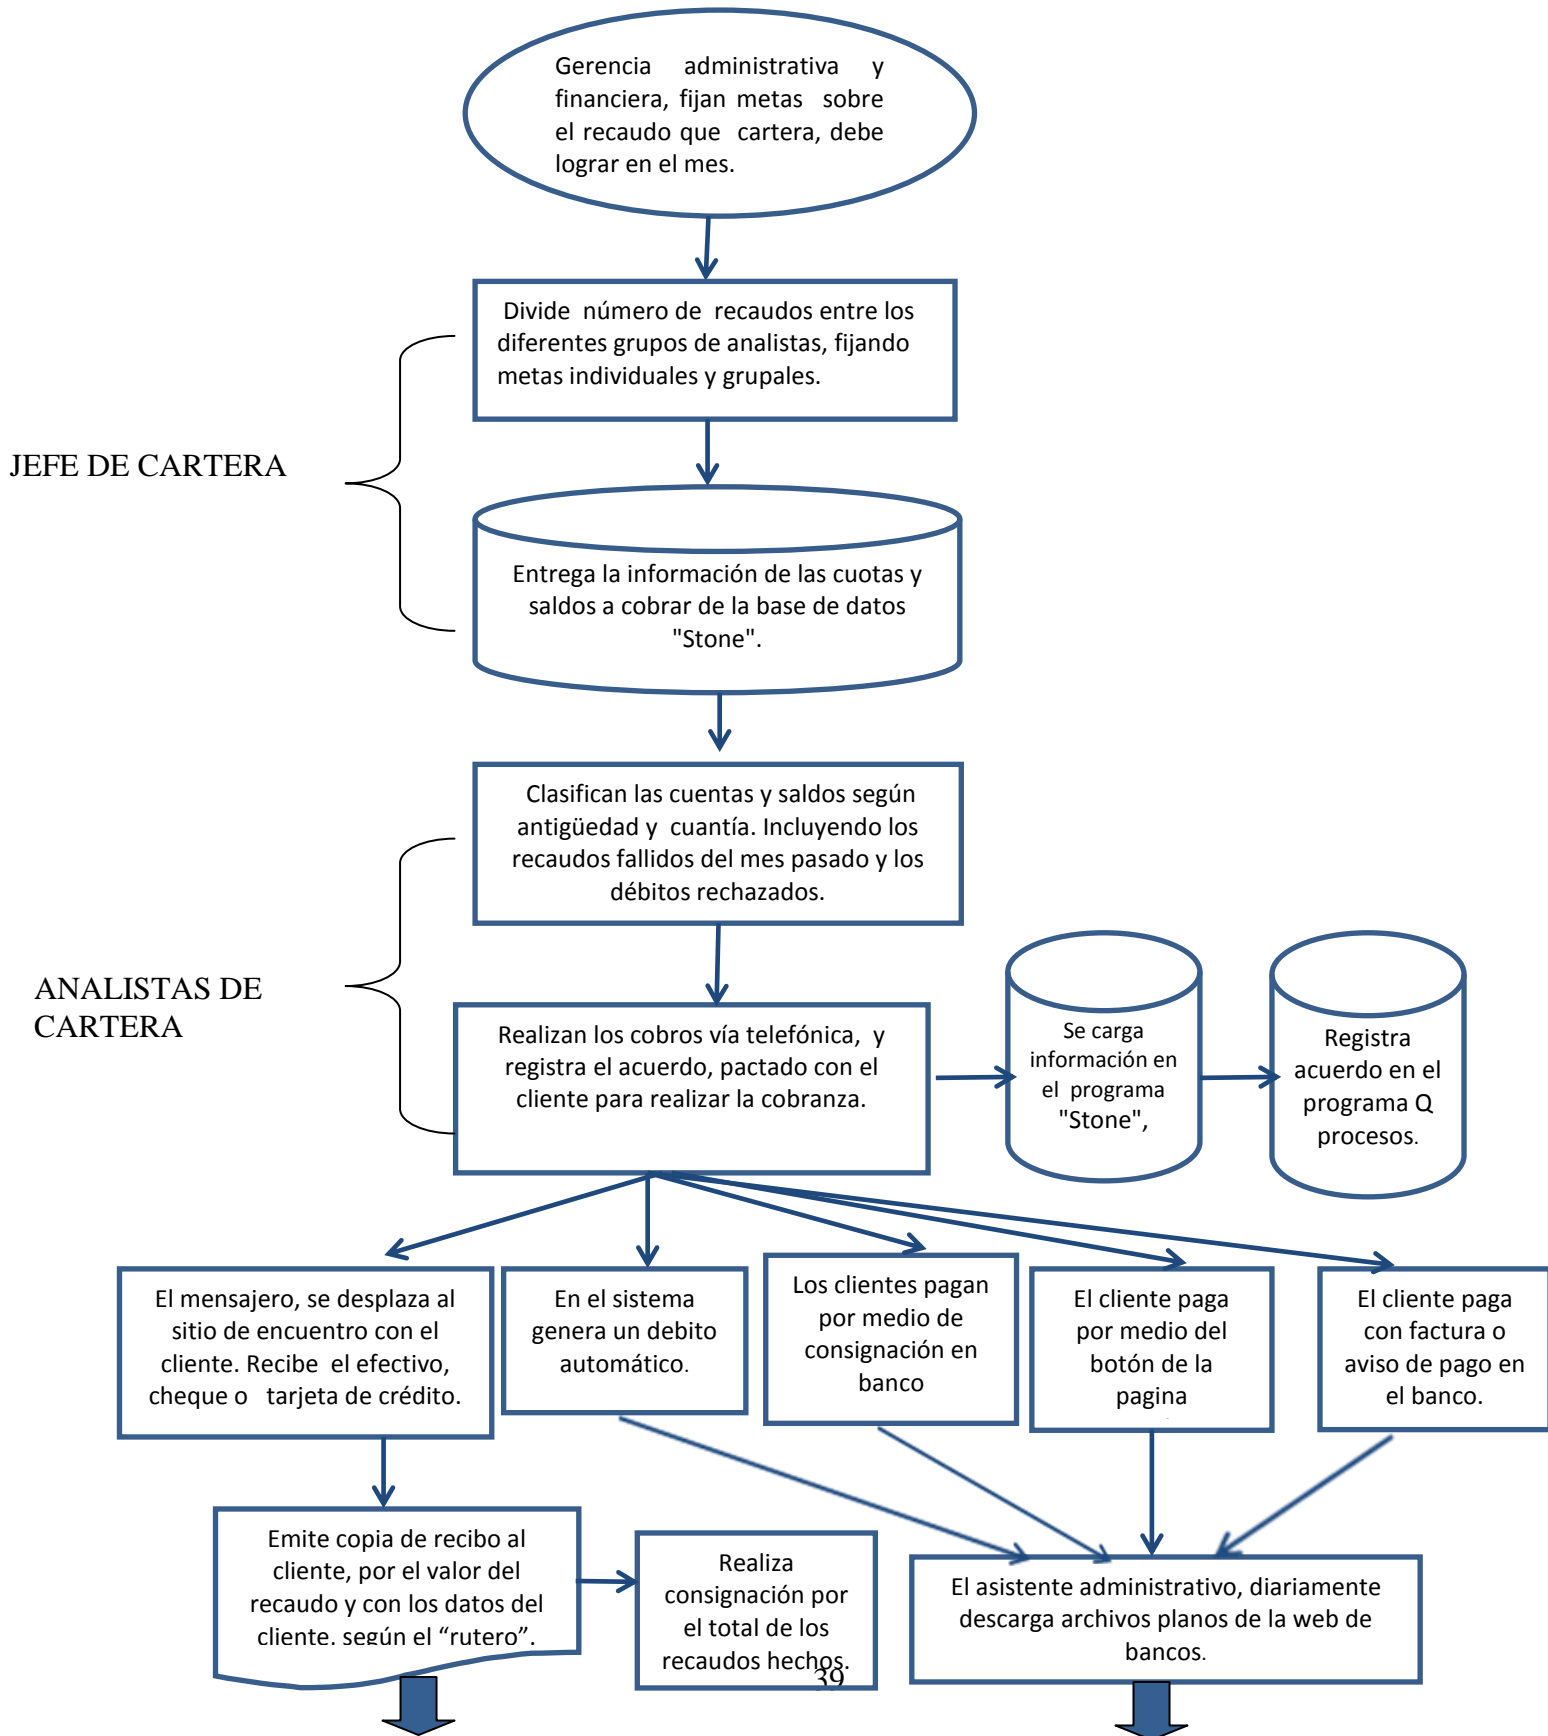 Gerencia administrativa y
financiera, fijan metas sobre
el recaudo que cartera, debe
lograr en el mes.
Divide número de recaudos entre los
diferentes grupos de analistas, fijando
metas individuales y grupales.
JEFE DE CARTERA
Entrega la información de las cuotas y
saldos a cobrar de la base de datos
"Stone".
Clasifican las cuentas y saldos según
antigüedad y cuantía. Incluyendo los
recaudos fallidos del mes pasado y los
débitos rechazados.
ANALISTAS DE
CARTERA
Realizan los cobros vía telefónica, y
registra el acuerdo, pactado con el
cliente para realizar la cobranza.
Se carga
información en
el programa
"Stone",
Registra
acuerdo en el
programa Q
procesos.
El mensajero, se desplaza al
sitio de encuentro con el
cliente. Recibe el efectivo,
cheque o tarjeta de crédito.
En el sistema
genera un debito
automático.
Los clientes pagan
por medio de
consignación en
banco
El cliente paga
por medio del
botón de la
pagina
El cliente paga
con factura o
aviso de pago en
el banco.
Emite copia de recibo al
cliente, por el valor del
recaudo y con los datos del
cliente. según el “rutero”.
Realiza
consignación por
el total de los
recaudos hechos.
El asistente administrativo, diariamente
descarga archivos planos de la web de
bancos.
39